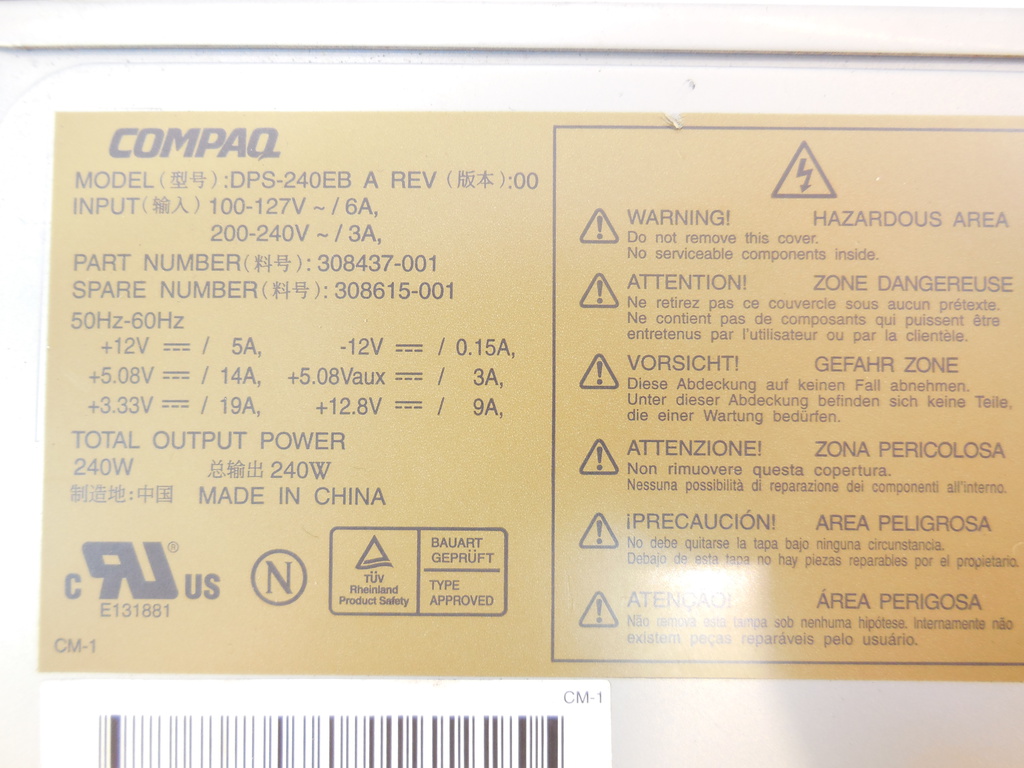 COMPAQ
MODEL(型号):DPS-240EB A REV (版本):00
INPUT(输入) 100-127V ~ / 6A,
200-240V ~ / 3A,
PART NUMBER(料号): 308437-001
SPARE NUMBER(料号): 308615-001
50Hz-60Hz
+12V ⎓ / 5A, -12V ⎓ / 0.15A,
+5.08V ⎓ / 14A, +5.08Vaux ⎓ / 3A,
+3.33V ⎓ / 19A, +12.8V ⎓ / 9A,
TOTAL OUTPUT POWER
240W 总输出 240W
制造地:中国 MADE IN CHINA
c RU ® US
E131881
N
TÜV
Rheinland
Product Safety
BAUART
GEPRÜFT
TYPE
APPROVED
CM-1
WARNING! HAZARDOUS AREA
Do not remove this cover.
No serviceable components inside.
ATTENTION! ZONE DANGEREUSE
Ne retirez pas ce couvercle sous aucun prétexte.
Ne contient pas de composants qui puissent être
entretenus par l'utilisateur ou par la clientèle.
VORSICHT! GEFAHR ZONE
Diese Abdeckung auf keinen Fall abnehmen.
Unter dieser Abdeckung befinden sich keine Teile,
die einer Wartung bedürfen.
ATTENZIONE! ZONA PERICOLOSA
Non rimuovere questa copertura.
Nessuna possibilità di reparazione dei componenti all'interno.
¡PRECAUCIÓN! AREA PELIGROSA
No debe quitarse la tapa bajo ninguna circunstancia.
Debajo de esta tapa no hay piezas reparables por el propietario.
ATENÇAO! ÁREA PERIGOSA
Não remova esta tampa sob nenhuma hipótese. Internamente não
existem peças reparáveis pelo usuário.
CM-1